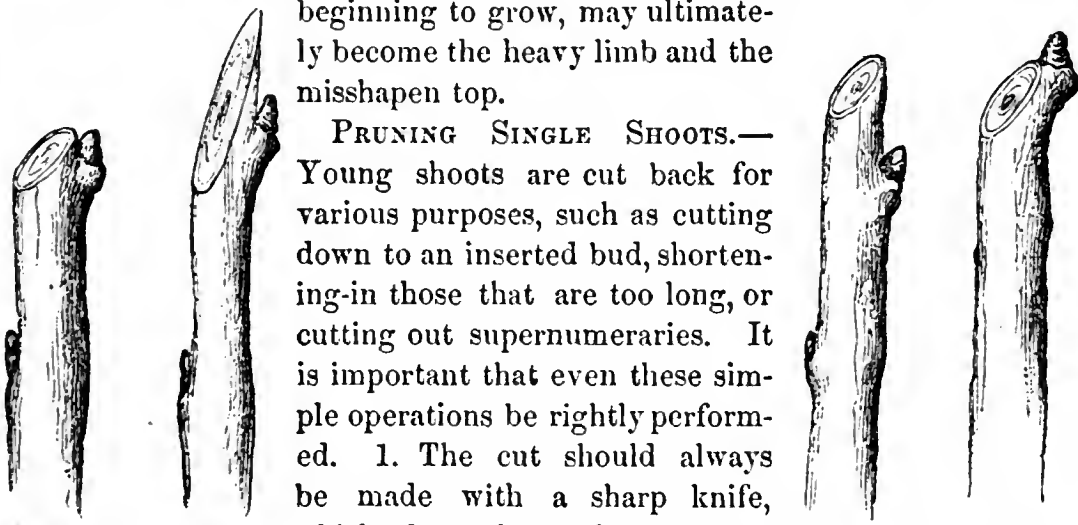 beginning to grow, may ultimate-
ly become the heavy limb and the
misshapen top.
PRUNING SINGLE SHOOTS.—
Young shoots are cut back for
various purposes, such as cutting
down to an inserted bud, shorten-
ing-in those that are too long, or
cutting out supernumeraries. It
is important that even these sim-
ple operations be rightly perform-
ed. 1. The cut should always
be made with a sharp knife,